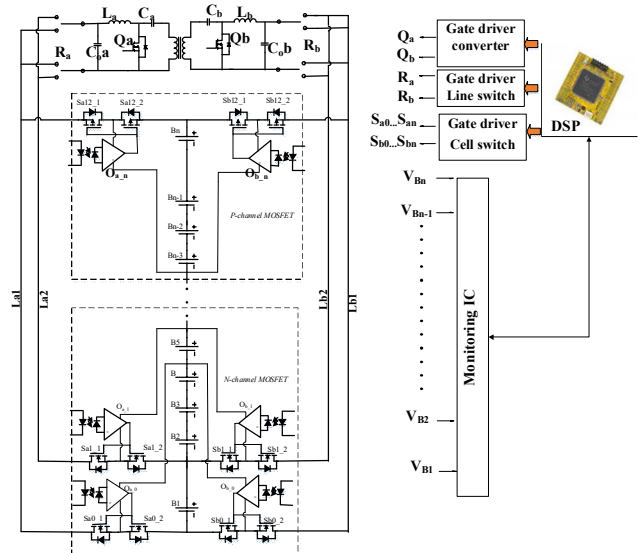 La
Ca
Cb
Lb
Ra
Coa
Qa
Qb
Cob
Rb
Sa12_1 Sa12_2
Sb12_1 Sb12_2
Bn
Oa_n
Ob_n
Bn-1
P-channel MOSFET
Bn-2
Bn-3
La1
La2
Lb2
Lb1
B5
B
N-channel MOSFET
B3
Oa_1
Ob_1
Sa1_1
Sa1_2
B2
Sb1_1
Sb1_2
Ob_0
B1
Sa0_1
Sa0_2
Sb0_1
Sb0_2
Qa
Qb
Gate driver
converter
Ra
Rb
Gate driver
Line switch
Sa0...San
Sb0...Sbn
Gate driver
Cell switch
DSP
VBn
VBn-1
Monitoring IC
VB2
VB1